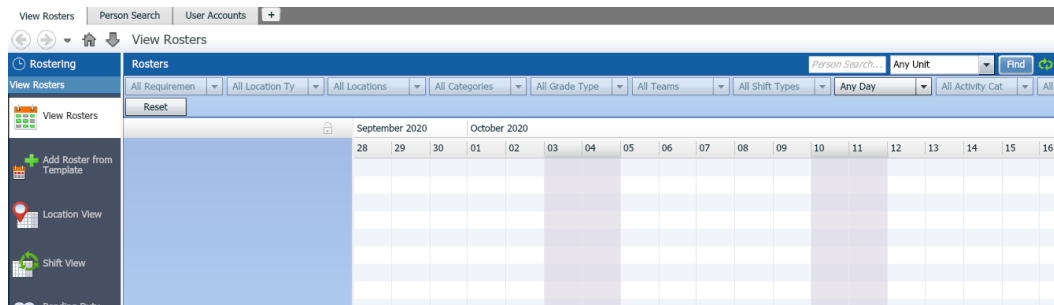 View Rosters Person Search User Accounts +
View Rosters
Rostering Rosters Person Search... Any Unit Find
View Rosters All Requiremen All Location Ty All Locations All Categories All Grade Type All Teams All Shift Types Any Day All Activity Cat All
Reset
View Rosters
September 2020 October 2020
28 29 30 01 02 03 04 05 06 07 08 09 10 11 12 13 14 15 16
Add Roster from
Template
Location View
Shift View